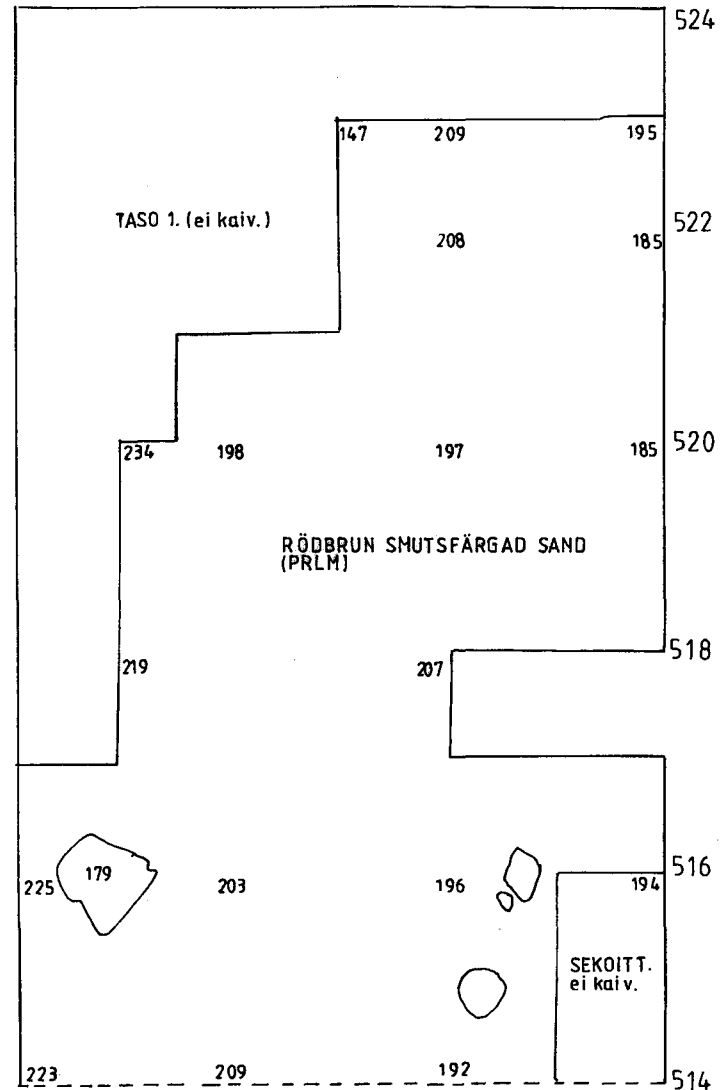 524
147 209 195
TASO 1. (ei kaiv.)
522
208 185
520
234 198 197 185
RÖDBRUN SMUTSFÄRGAD SAND
(PRLM)
518
219 207
516
179
225 203 196 194
SEKOITT.
ei kaiv.
223 209 192 514